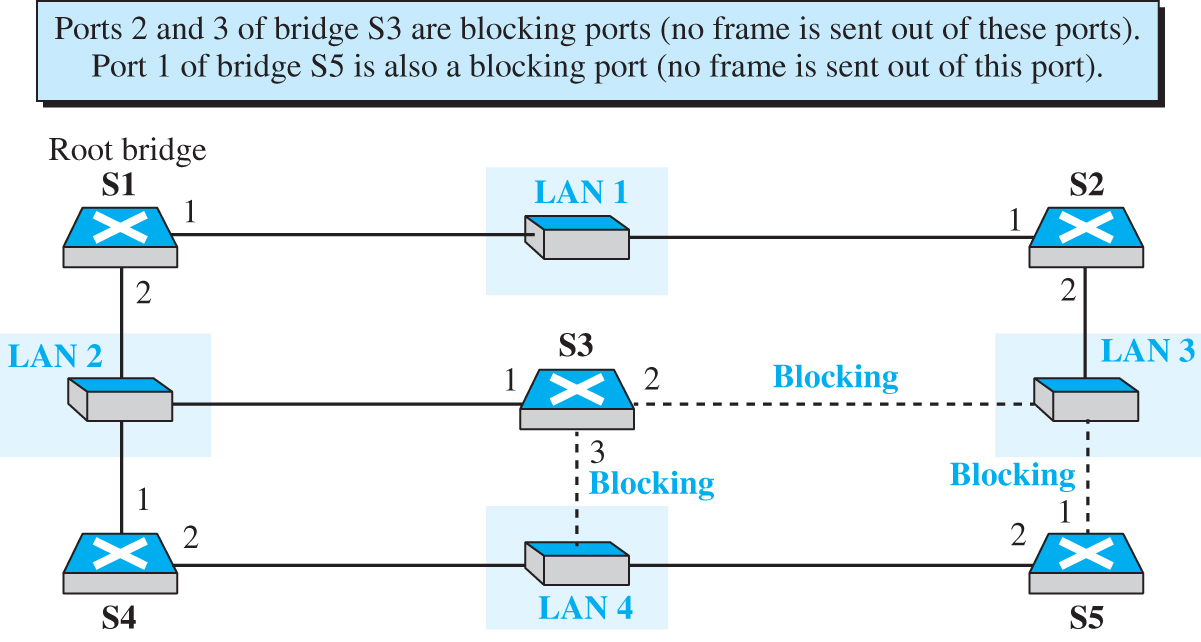 Ports 2 and 3 of bridge S3 are blocking ports (no frame is sent out of these ports).
Port 1 of bridge S5 is also a blocking port (no frame is sent out of this port).
Root bridge
S1
LAN 1
S2
1
1
2
2
LAN 2
S3
LAN 3
1
2
Blocking
3
Blocking
Blocking
1
1
2
2
LAN 4
S4
S5